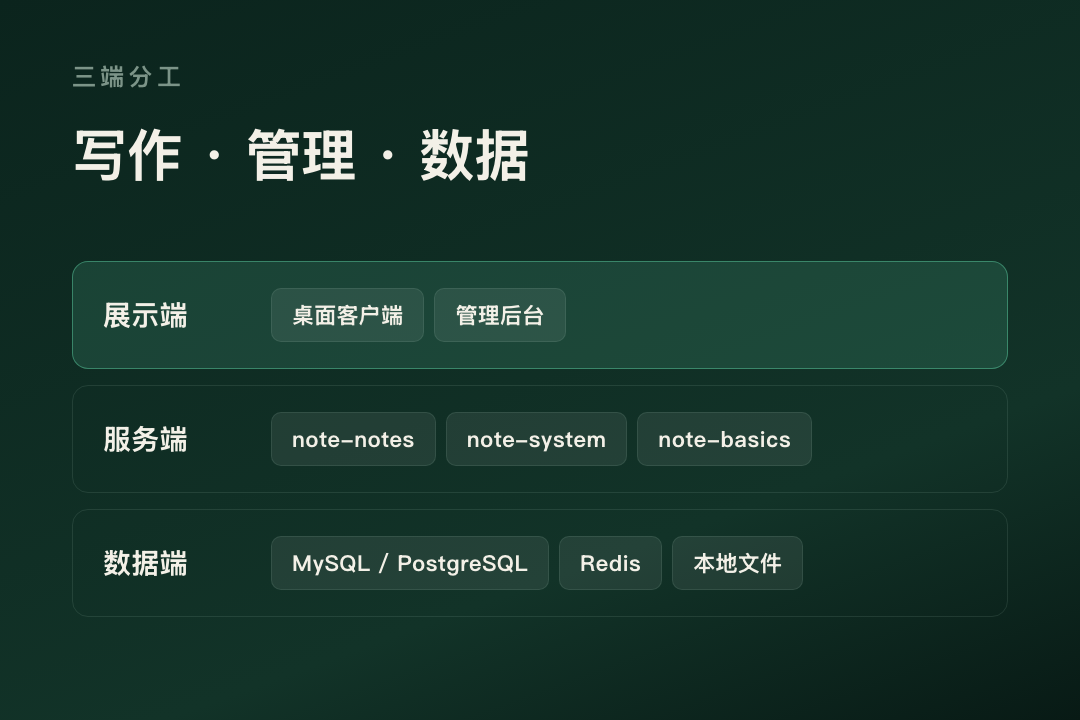 三端分工
写作 · 管理 · 数据
展示端 桌面客户端 管理后台
服务端 note–notes note–system note–basics
数据端 MySQL / PostgreSQL Redis 本地文件